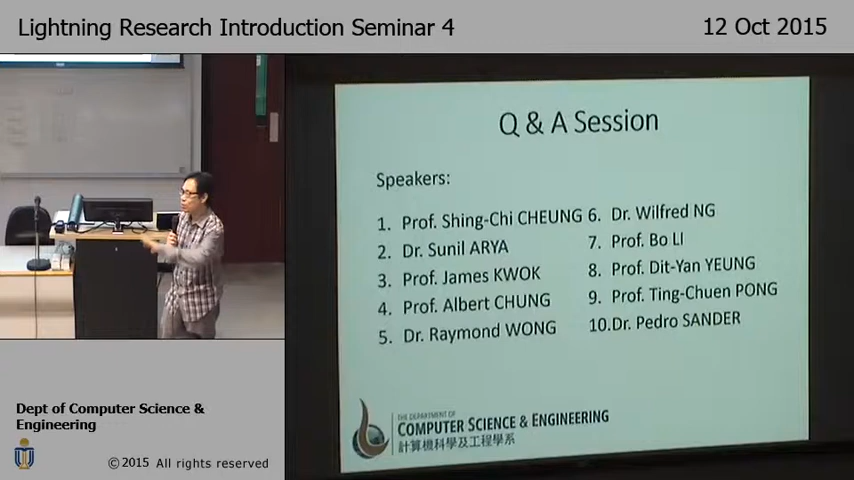 Lightning Research Introduction Seminar 4
12 Oct 2015
Q & A Session
Speakers:
1. Prof. Shing-Chi CHEUNG
2. Dr. Sunil ARYA
3. Prof. James KWOK
4. Prof. Albert CHUNG
5. Dr. Raymond WONG
6. Dr. Wilfred NG
7. Prof. Bo LI
8. Prof. Dit-Yan YEUNG
9. Prof. Ting-Chuen PONG
10.Dr. Pedro SANDER
THE DEPARTMENT OF
COMPUTER SCIENCE & ENGINEERING
計算機科學及工程學系
Dept of Computer Science &
Engineering
©2015 All rights reserved